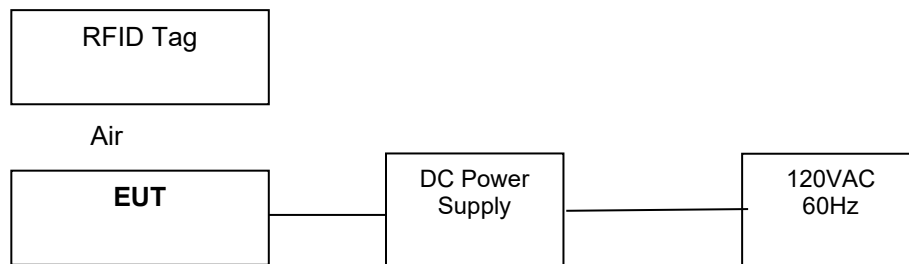 RFID Tag
Air
EUT
DC Power
Supply
120VAC
60Hz